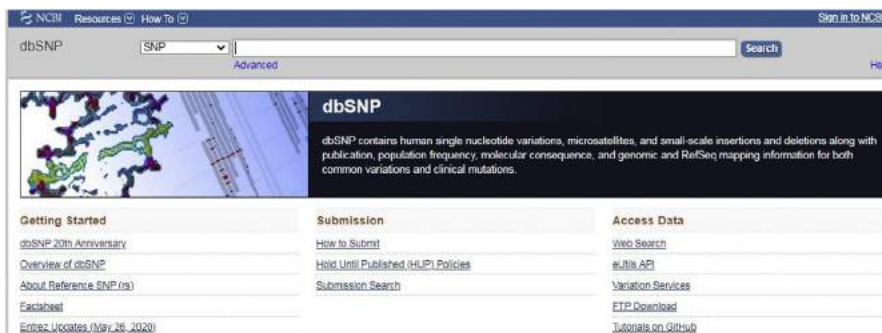 NCBI Resources How To Sign in to NCBI
dbSNP SNP Search
Advanced
dbSNP
dbSNP contains human single nucleotide variations, microsatellites, and small-scale insertions and deletions along with
publication, population frequency, molecular consequence, and genomic and RefSeq mapping information for both
common variations and clinical mutations.
Getting Started
dbSNP 20th Anniversary
Overview of dbSNP
About Reference SNP (rs)
Factsheet
Entrez Updates (May 26, 2020)
Submission
How to Submit
Hold Until Published (HUP) Policies
Submission Search
Access Data
Web Search
eUtils API
Variation Services
FTP Download
Tutorials on GitHub